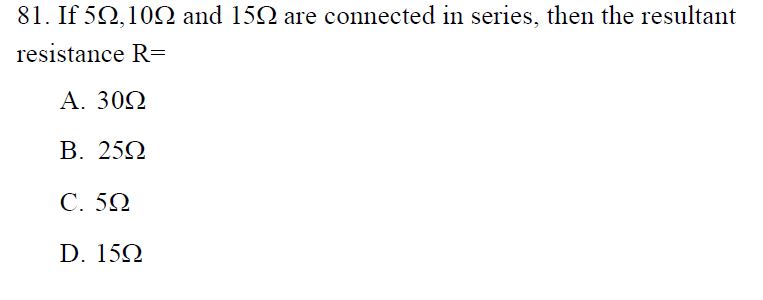 81. If 5Ω,10Ω and 15Ω are connected in series, then the resultant
resistance R=
A. 30Ω
B. 25Ω
C. 5Ω
D. 15Ω